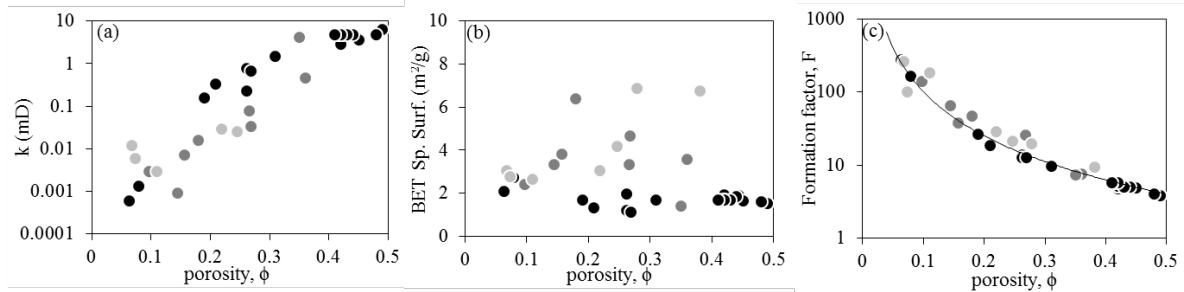 (a)
k (mD)
10
1
0.1
0.01
0.001
0.0001
0 0.1 0.2 0.3 0.4 0.5
porosity, ϕ
(b)
BET Sp. Surf. (m²/g)
10
8
6
4
2
0
0 0.1 0.2 0.3 0.4 0.5
porosity, ϕ
(c)
Formation factor, F
1000
100
10
1
0 0.1 0.2 0.3 0.4 0.5
porosity, ϕ